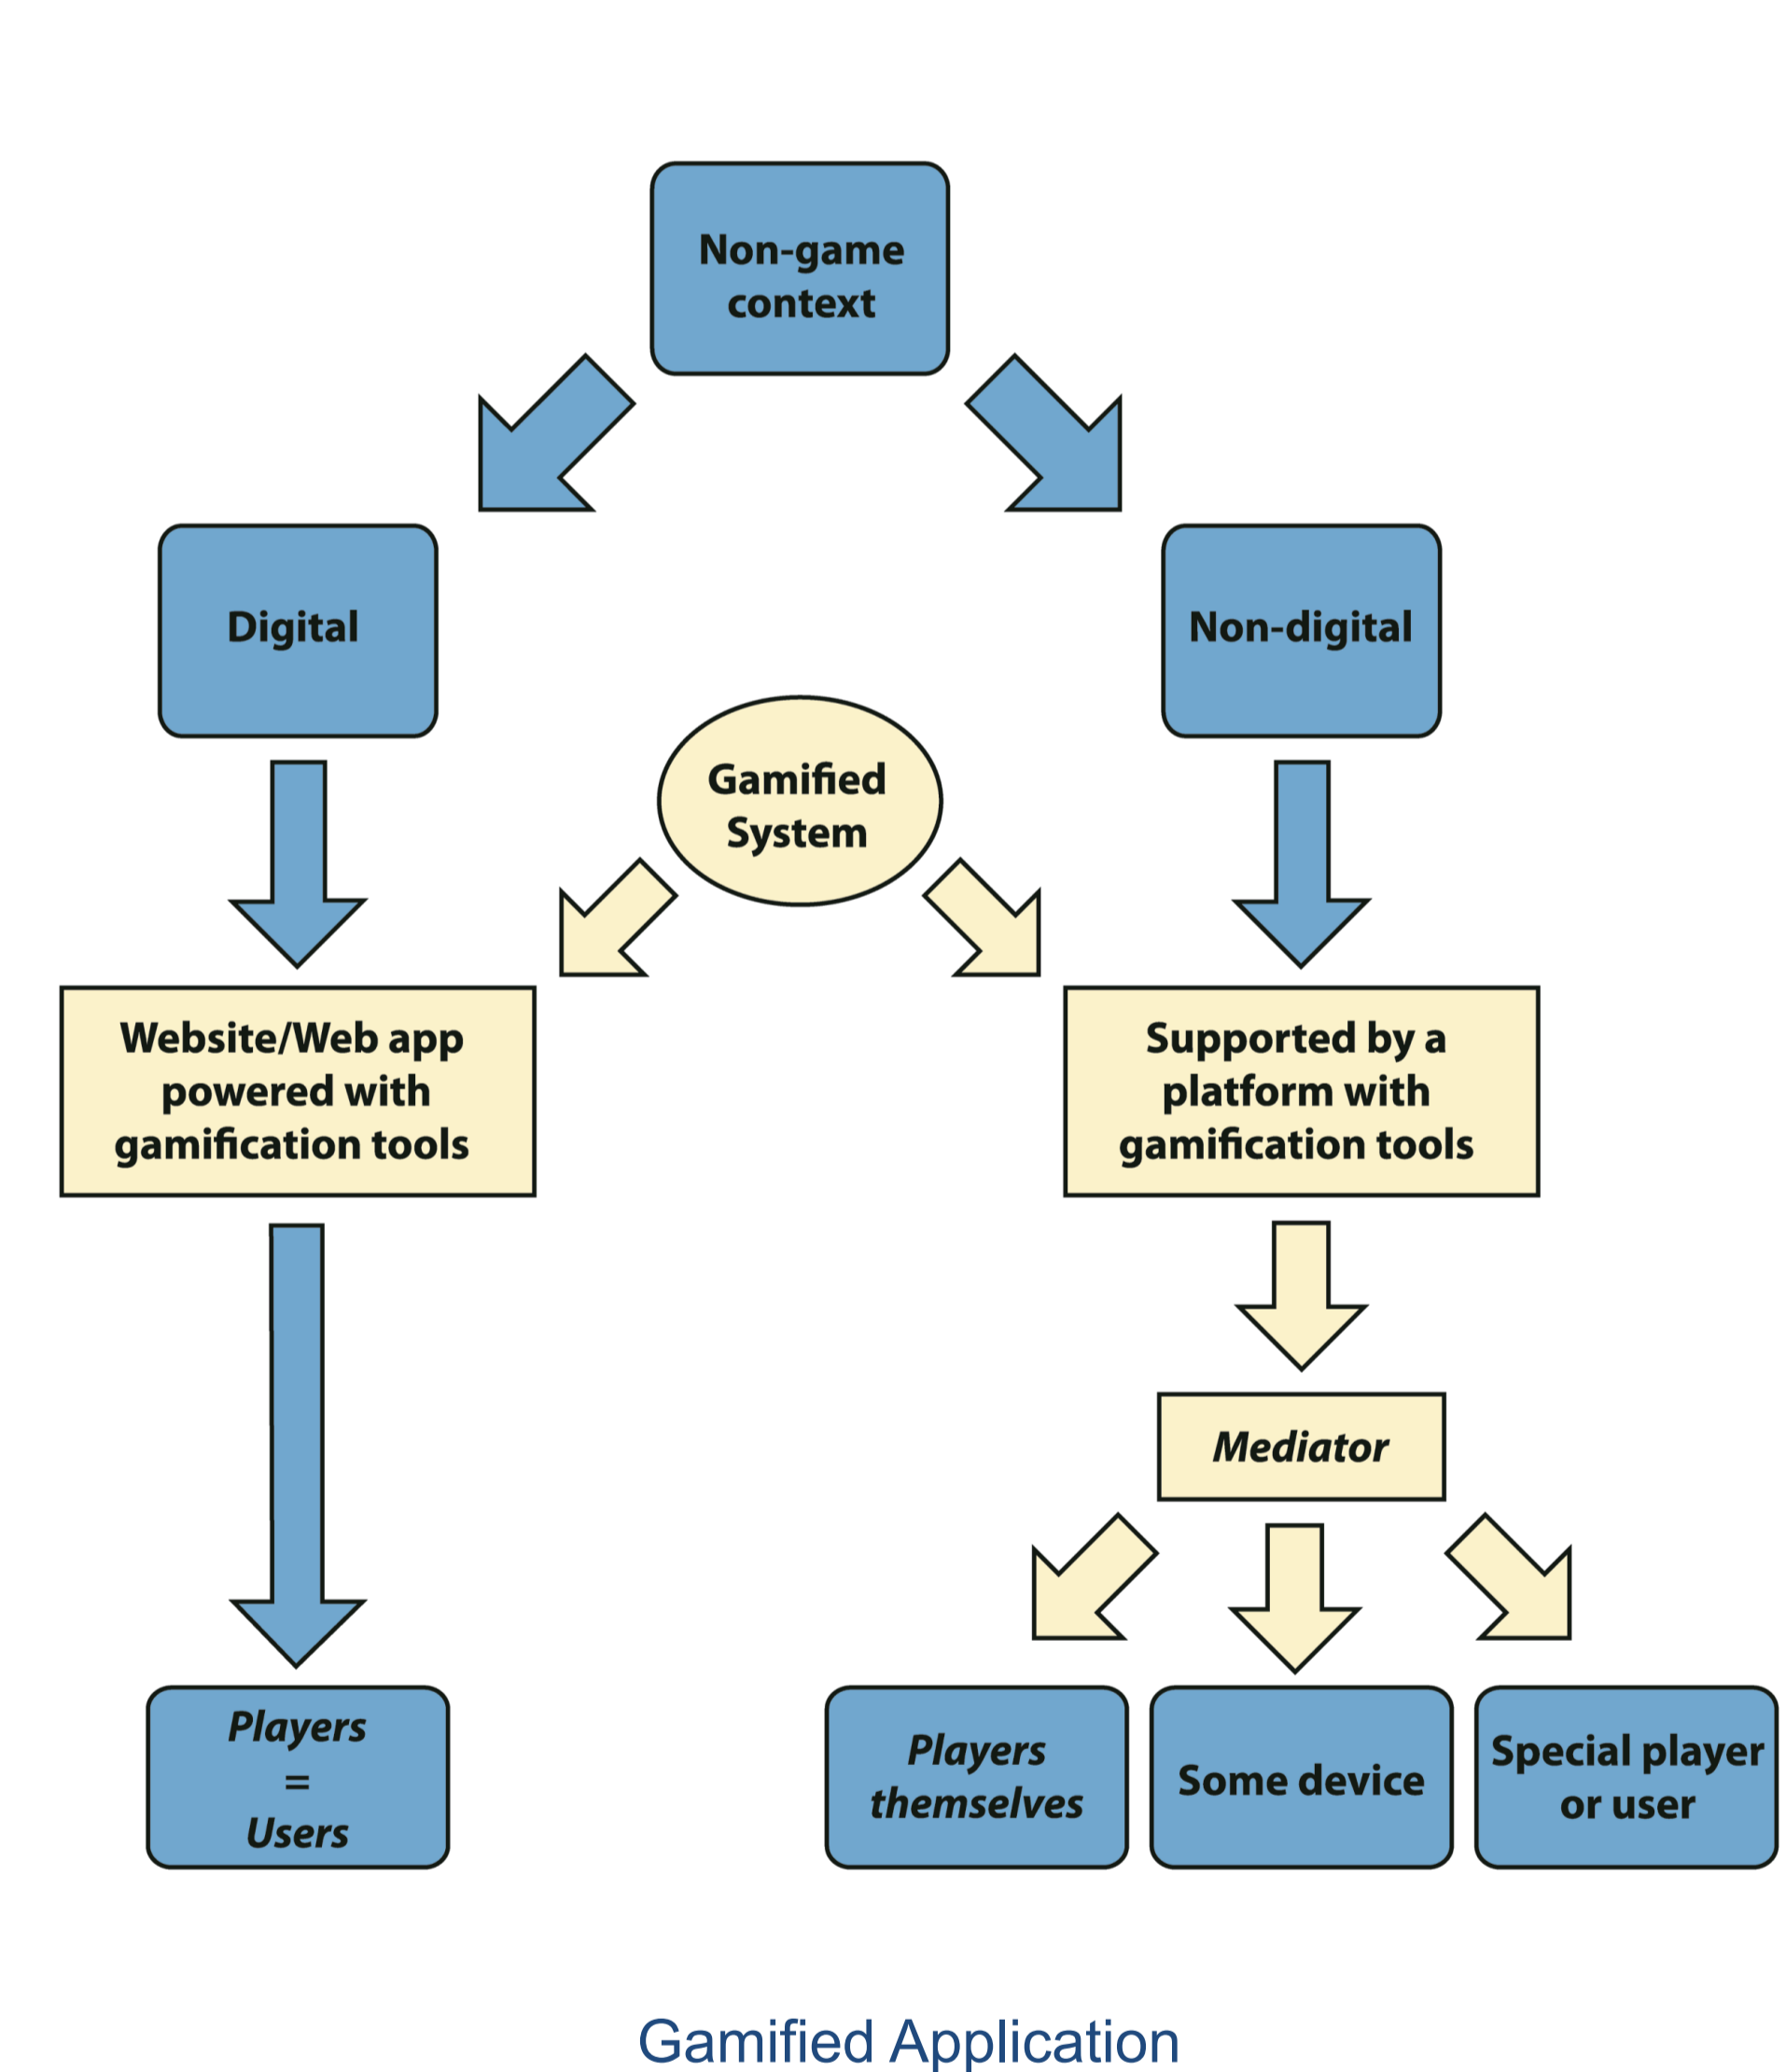 Non-game
context
Digital
Non-digital
Gamified
System
Website/Web app
powered with
gamification tools
Supported by a
platform with
gamification tools
Mediator
Players
=
Users
Players
themselves
Some device
Special player
or user
Gamified Application